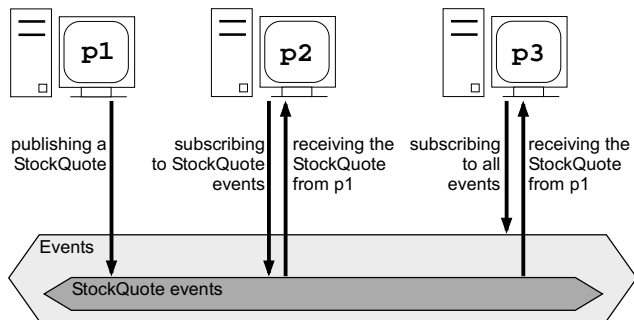 p1
p2
p3
publishing a
StockQuote
subscribing
to StockQuote
events
receiving the
StockQuote
from p1
subscribing
to all
events
receiving the
StockQuote
from p1
Events
StockQuote events